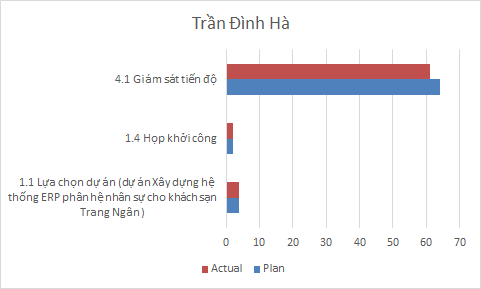 Trần Đình Hà
4.1 Giám sát tiến độ
1.4 Họp khởi công
1.1 Lựa chọn dự án (dự án Xây dựng hệ
thống ERP phân hệ nhân sự cho khách sạn
Trang Ngân)
0 10 20 30 40 50 60 70
Actual Plan